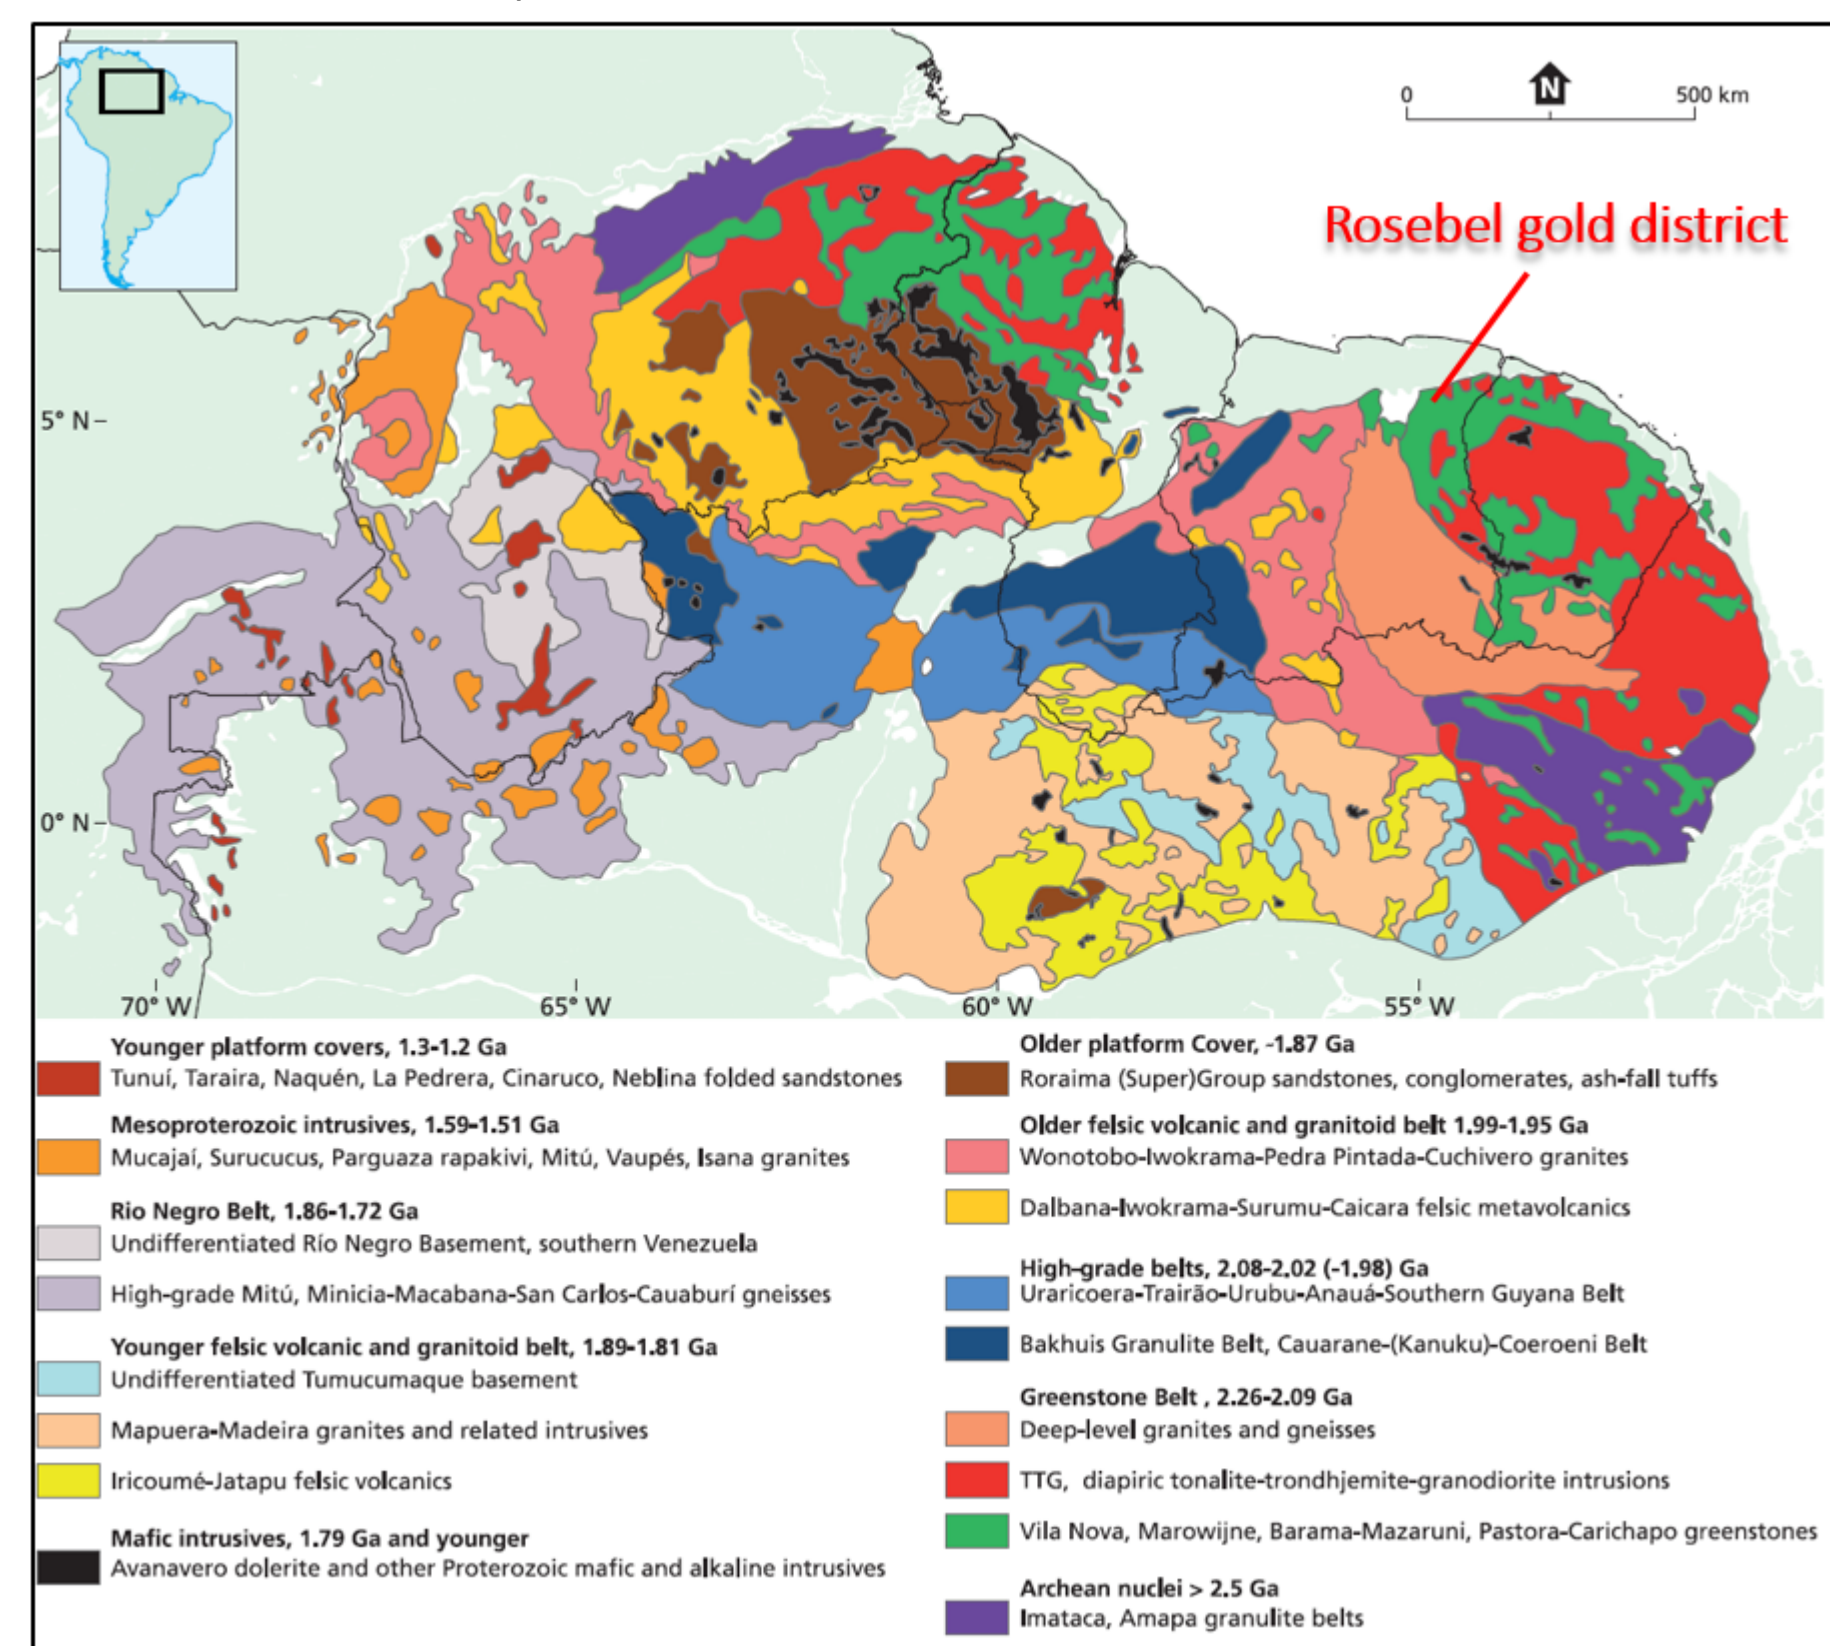 N
0 500 km
Rosebel gold district
5° N
0° N
70° W 65° W 60° W 55° W
Younger platform covers, 1.3-1.2 Ga
Tunuí, Taraira, Naquén, La Pedrera, Cinaruco, Neblina folded sandstones
Mesoproterozoic intrusives, 1.59-1.51 Ga
Mucajaí, Surucucus, Parguaza rapakivi, Mitú, Vaupés, Isana granites
Rio Negro Belt, 1.86-1.72 Ga
Undifferentiated Río Negro Basement, southern Venezuela
High-grade Mitú, Minicia-Macabana-San Carlos-Cauaburí gneisses
Younger felsic volcanic and granitoid belt, 1.89-1.81 Ga
Undifferentiated Tumucumaque basement
Mapuera-Madeira granites and related intrusives
Iricoumé-Jatapu felsic volcanics
Mafic intrusives, 1.79 Ga and younger
Avanavero dolerite and other Proterozoic mafic and alkaline intrusives
Older platform Cover, -1.87 Ga
Roraima (Super)Group sandstones, conglomerates, ash-fall tuffs
Older felsic volcanic and granitoid belt 1.99-1.95 Ga
Wonotobo-Iwokrama-Pedra Pintada-Cuchivero granites
Dalbana-Iwokrama-Surumu-Caicara felsic metavolcanics
High-grade belts, 2.08-2.02 (-1.98) Ga
Uraricoera-Trairão-Urubu-Anauá-Southern Guyana Belt
Bakhuis Granulite Belt, Cauarane-(Kanuku)-Coeroeni Belt
Greenstone Belt , 2.26-2.09 Ga
Deep-level granites and gneisses
TTG, diapiric tonalite-trondhjemite-granodiorite intrusions
Vila Nova, Marowijne, Barama-Mazaruni, Pastora-Carichapo greenstones
Archean nuclei > 2.5 Ga
Imataca, Amapa granulite belts